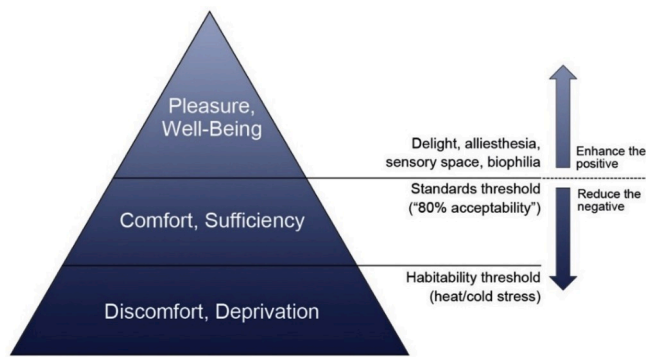 Pleasure,
Well-Being
Delight, alliesthesia,
sensory space, biophilia
Enhance the
positive
Standards threshold
("80% acceptability")
Reduce the
negative
Comfort, Sufficiency
Habitability threshold
(heat/cold stress)
Discomfort, Deprivation